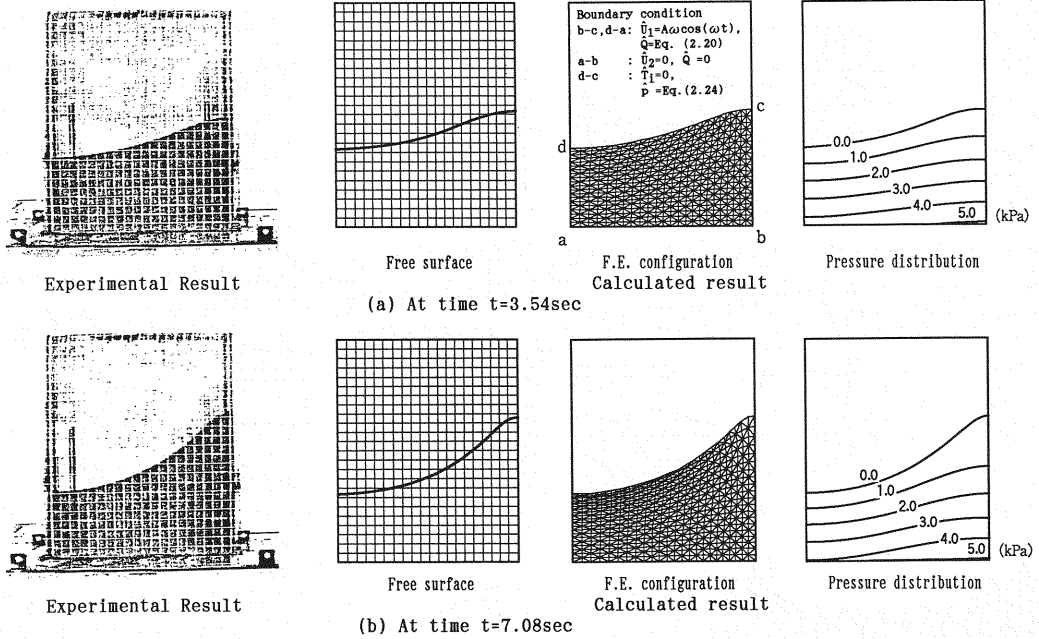 Boundary condition
b-c,d-a: Û₁=Aωcos(ωt),
Q̂=Eq. (2.20)
a-b : Û₂=0, Q̂ =0
d-c : T̂ᵢ=0,
p =Eq.(2.24)
c
d
a
b
0.0
1.0
2.0
3.0
4.0
5.0
(kPa)
Experimental Result
Free surface
F.E. configuration
Calculated result
Pressure distribution
(a) At time t=3.54sec
0.0
1.0
2.0
3.0
4.0
5.0
(kPa)
Experimental Result
Free surface
F.E. configuration
Calculated result
Pressure distribution
(b) At time t=7.08sec